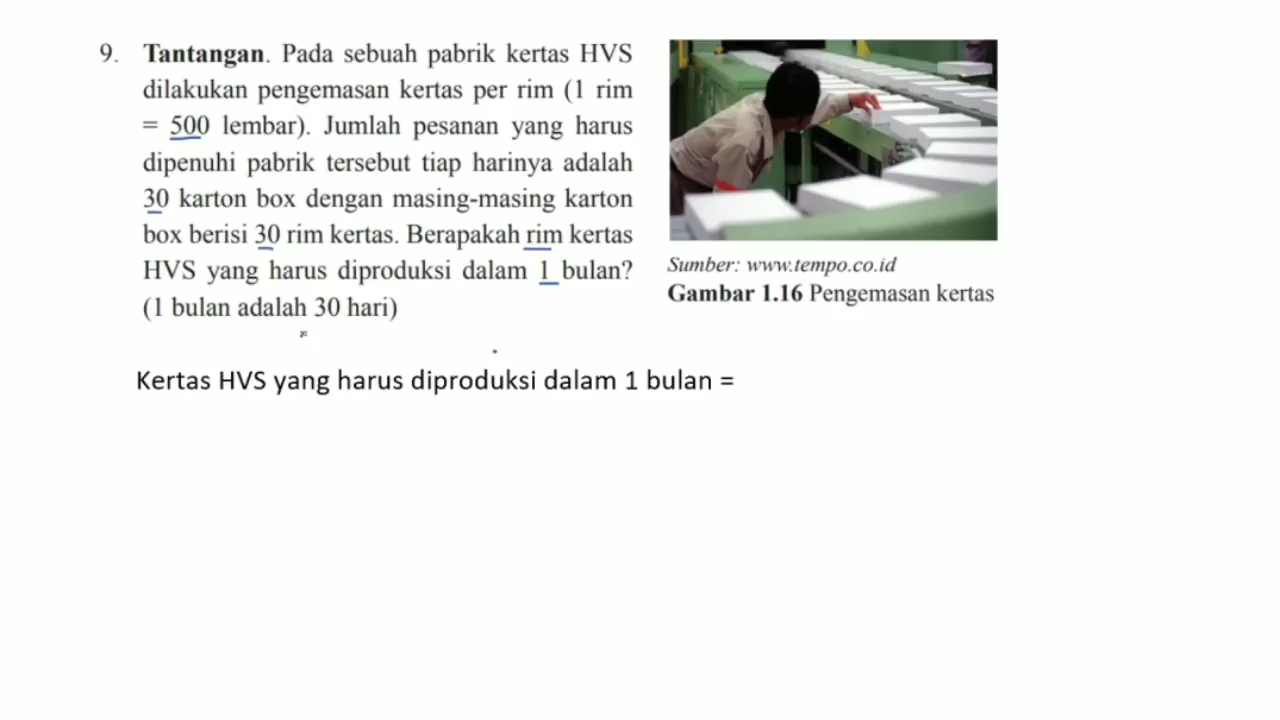 9. Tantangan. Pada sebuah pabrik kertas HVS
dilakukan pengemasan kertas per rim (1 rim
= 500 lembar). Jumlah pesanan yang harus
dipenuhi pabrik tersebut tiap harinya adalah
30 karton box dengan masing-masing karton
box berisi 30 rim kertas. Berapakah rim kertas
HVS yang harus diproduksi dalam 1 bulan?
(1 bulan adalah 30 hari)
Sumber: www.tempo.co.id
Gambar 1.16 Pengemasan kertas
Kertas HVS yang harus diproduksi dalam 1 bulan =